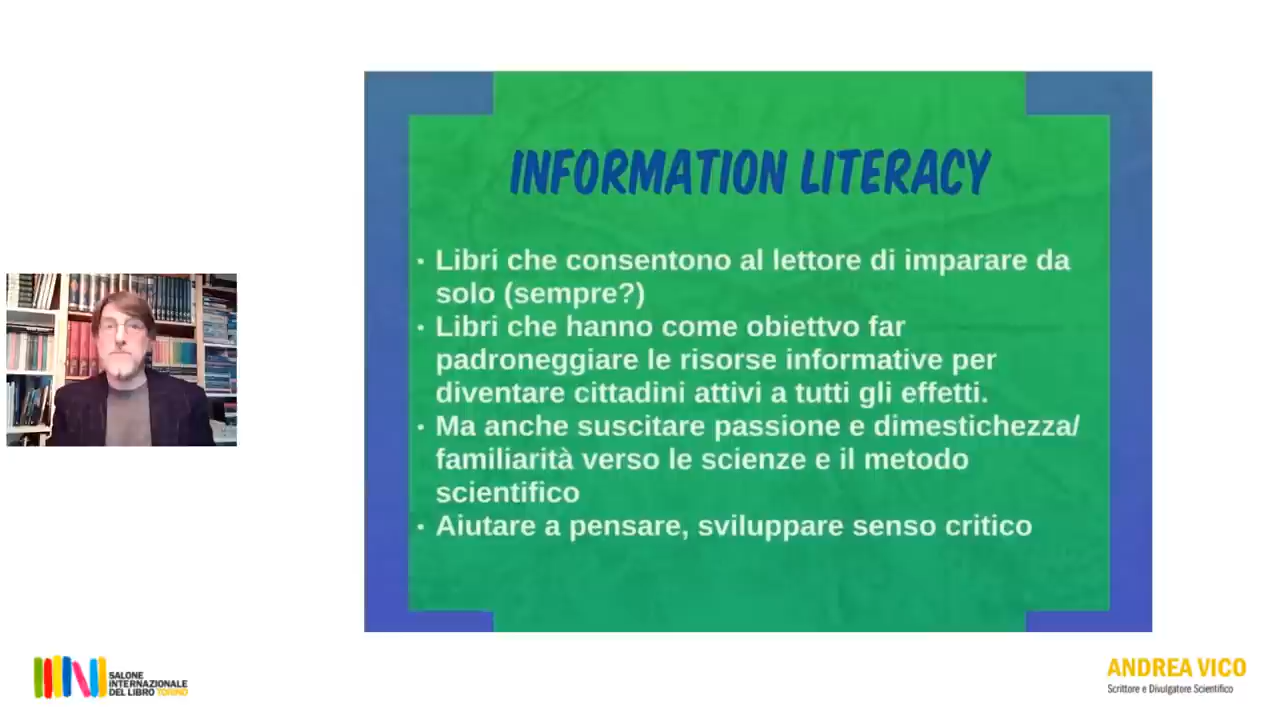 INFORMATION LITERACY
• Libri che consentono al lettore di imparare da
solo (sempre?)
• Libri che hanno come obiettvo far
padroneggiare le risorse informative per
diventare cittadini attivi a tutti gli effetti.
• Ma anche suscitare passione e dimestichezza/
familiarità verso le scienze e il metodo
scientifico
• Aiutare a pensare, sviluppare senso critico
SALONE
INTERNAZIONALE
DEL LIBRO TORINO
ANDREA VICO
Scrittore e Divulgatore Scientifico